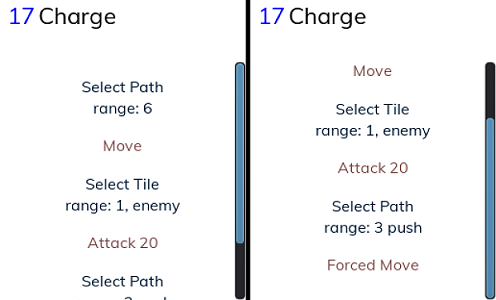 17 Charge
Select Path
range: 6
Move
Select Tile
range: 1, enemy
Attack 20
Select Path
17 Charge
Move
Select Tile
range: 1, enemy
Attack 20
Select Path
range: 3 push
Forced Move